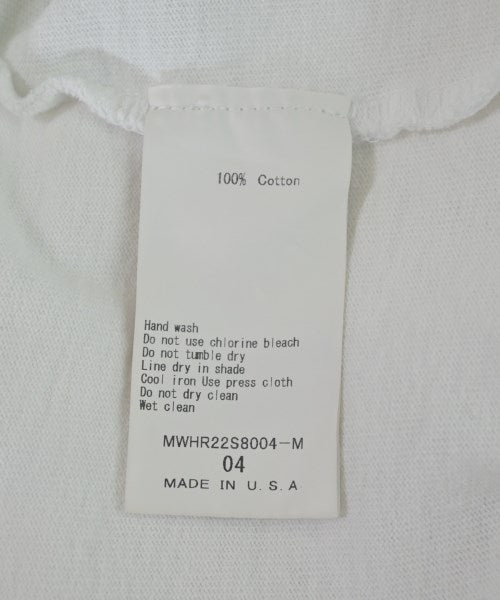 100% Cotton
Hand wash
Do not use chlorine bleach
Do not tumble dry
Line dry in shade
Cool iron Use press cloth
Do not dry clean
Wet clean
MWHR22S8004-M
04
MADE IN U.S.A